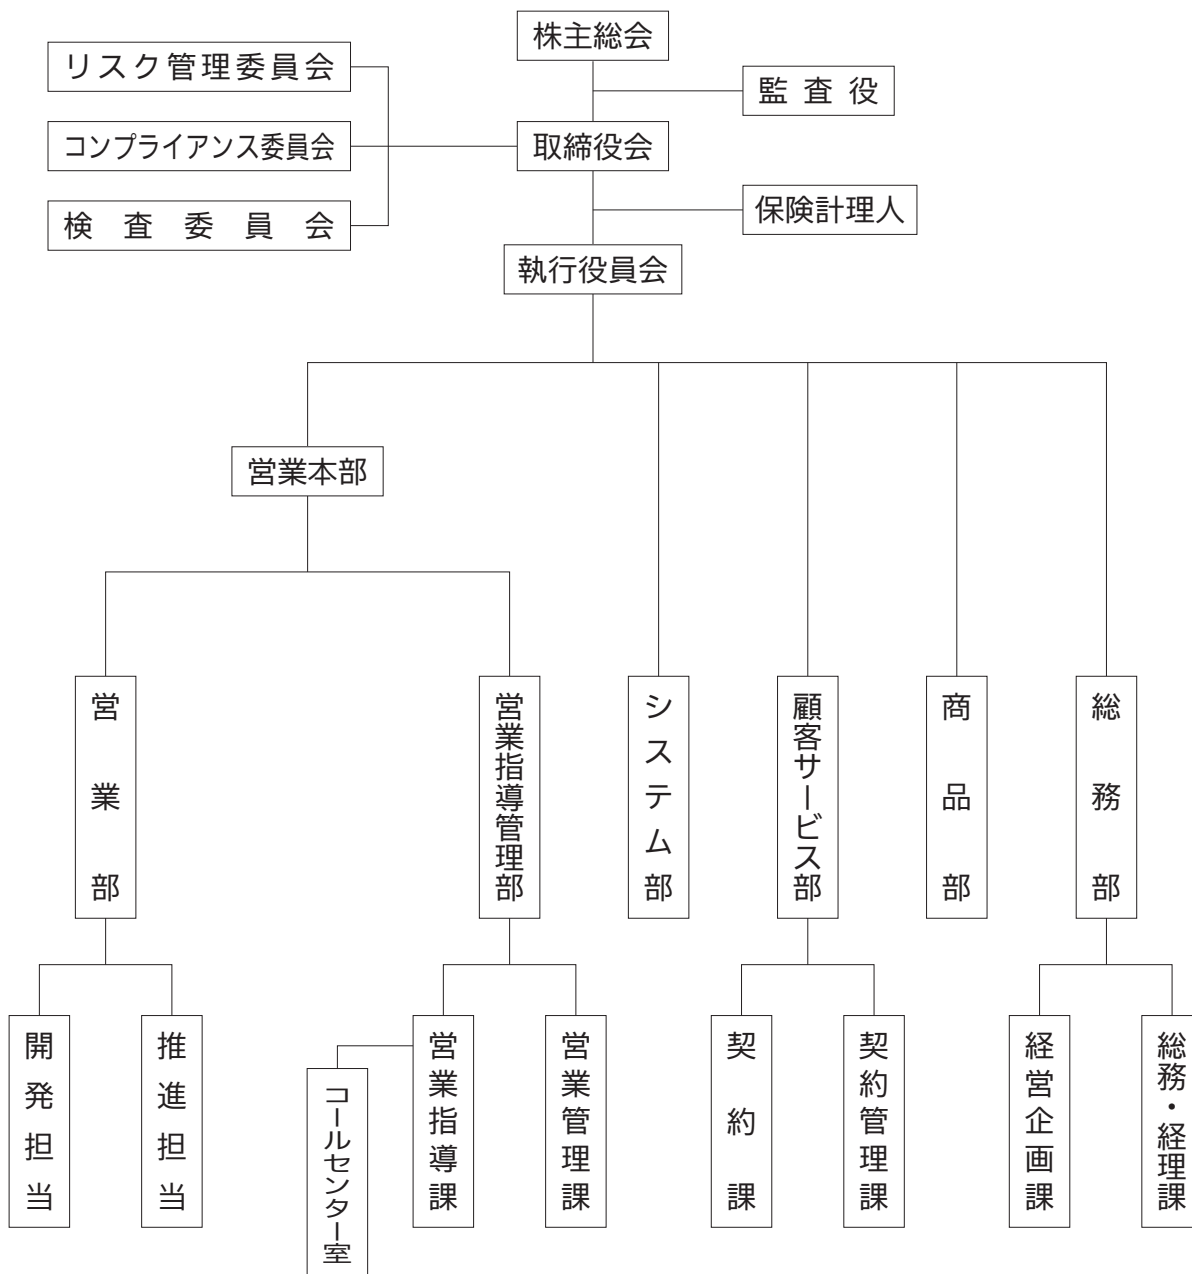 株主総会
リスク管理委員会
監査役
コンプライアンス委員会
取締役会
検査委員会
保険計理人
執行役員会
営業本部
営業部
営業指導管理部
システム部
顧客サービス部
商品部
総務部
開発担当
推進担当
コールセンター室
営業指導課
営業管理課
契約課
契約管理課
経営企画課
総務・経理課